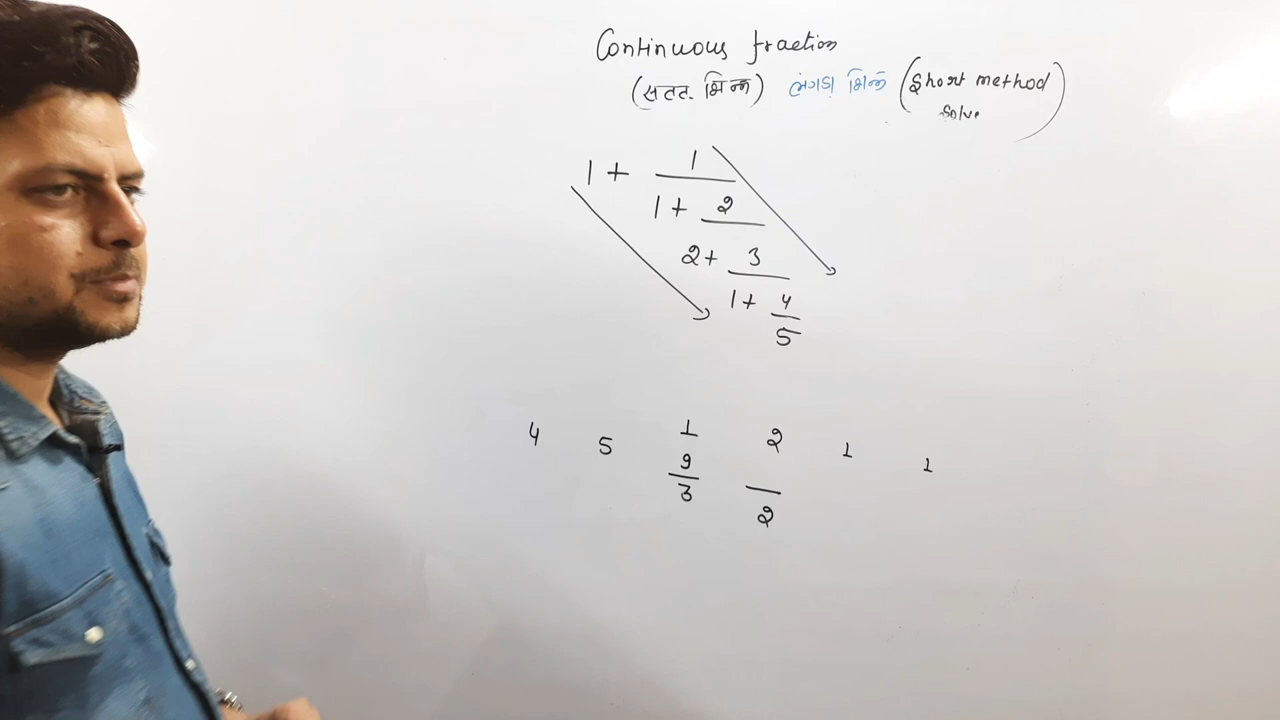 Continuous fraction
(सतत. भिन्न) लंगडा भिन्न (Short method
solve)
1 + 1
1 + 2
2 + 3
1 + 4
5
4 5 1 2 1 1
9
3
2